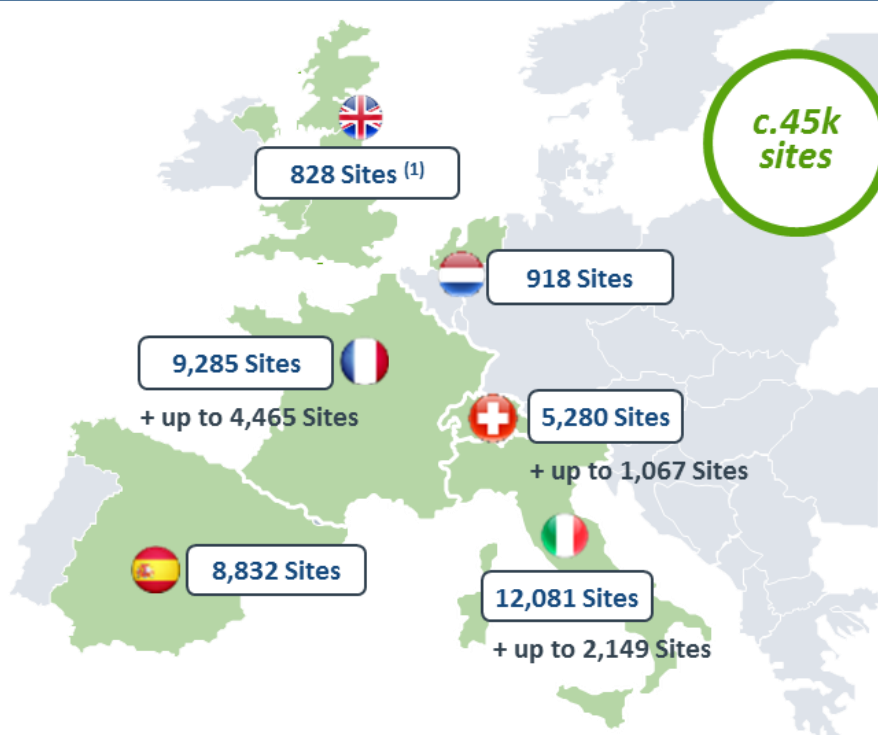 c.45k
sites
828 Sites (1)
918 Sites
9,285 Sites
+ up to 4,465 Sites
5,280 Sites
+ up to 1,067 Sites
8,832 Sites
12,081 Sites
+ up to 2,149 Sites